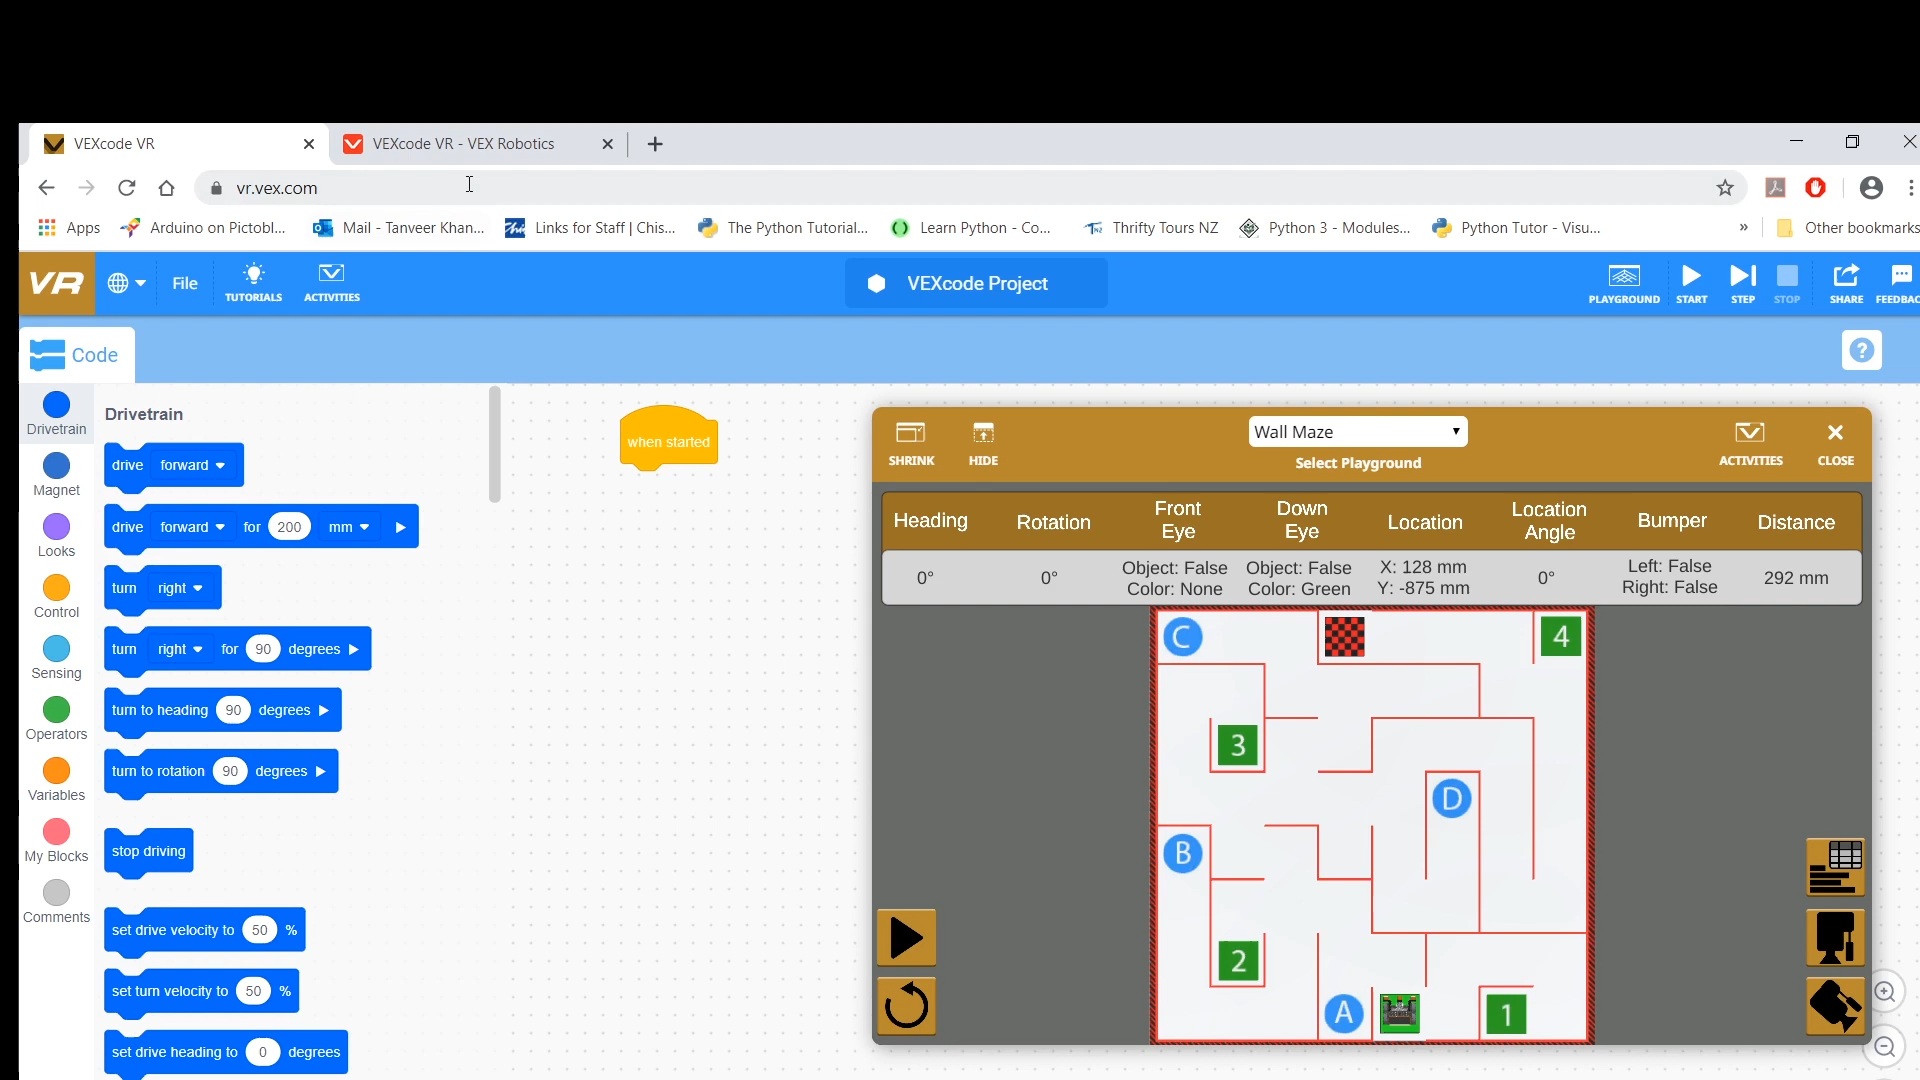 VEXcode VR
VEXcode VR - VEX Robotics
vr.vex.com
Apps
Arduino on Pictobl...
Mail - Tanveer Khan...
Links for Staff | Chis...
The Python Tutorial...
Learn Python - Co...
Thrifty Tours NZ
Python 3 - Modules...
Python Tutor - Visu...
»
Other bookmarks
VR
File
TUTORIALS
ACTIVITIES
VEXcode Project
PLAYGROUND
START
STEP
STOP
SHARE
FEEDBAC
Code
?
Drivetrain
Magnet
Looks
Control
Sensing
Operators
Variables
My Blocks
Comments
Drivetrain
drive forward
drive forward for 200 mm
turn right
turn right for 90 degrees
turn to heading 90 degrees
turn to rotation 90 degrees
stop driving
set drive velocity to 50 %
set turn velocity to 50 %
set drive heading to 0 degrees
when started
SHRINK
HIDE
Wall Maze
Select Playground
ACTIVITIES
CLOSE
Heading
Rotation
Front
Eye
Down
Eye
Location
Location
Angle
Bumper
Distance
0°
0°
Object: False
Color: None
Object: False
Color: Green
X: 128 mm
Y: -875 mm
0°
Left: False
Right: False
292 mm
C
4
3
D
B
2
A
1